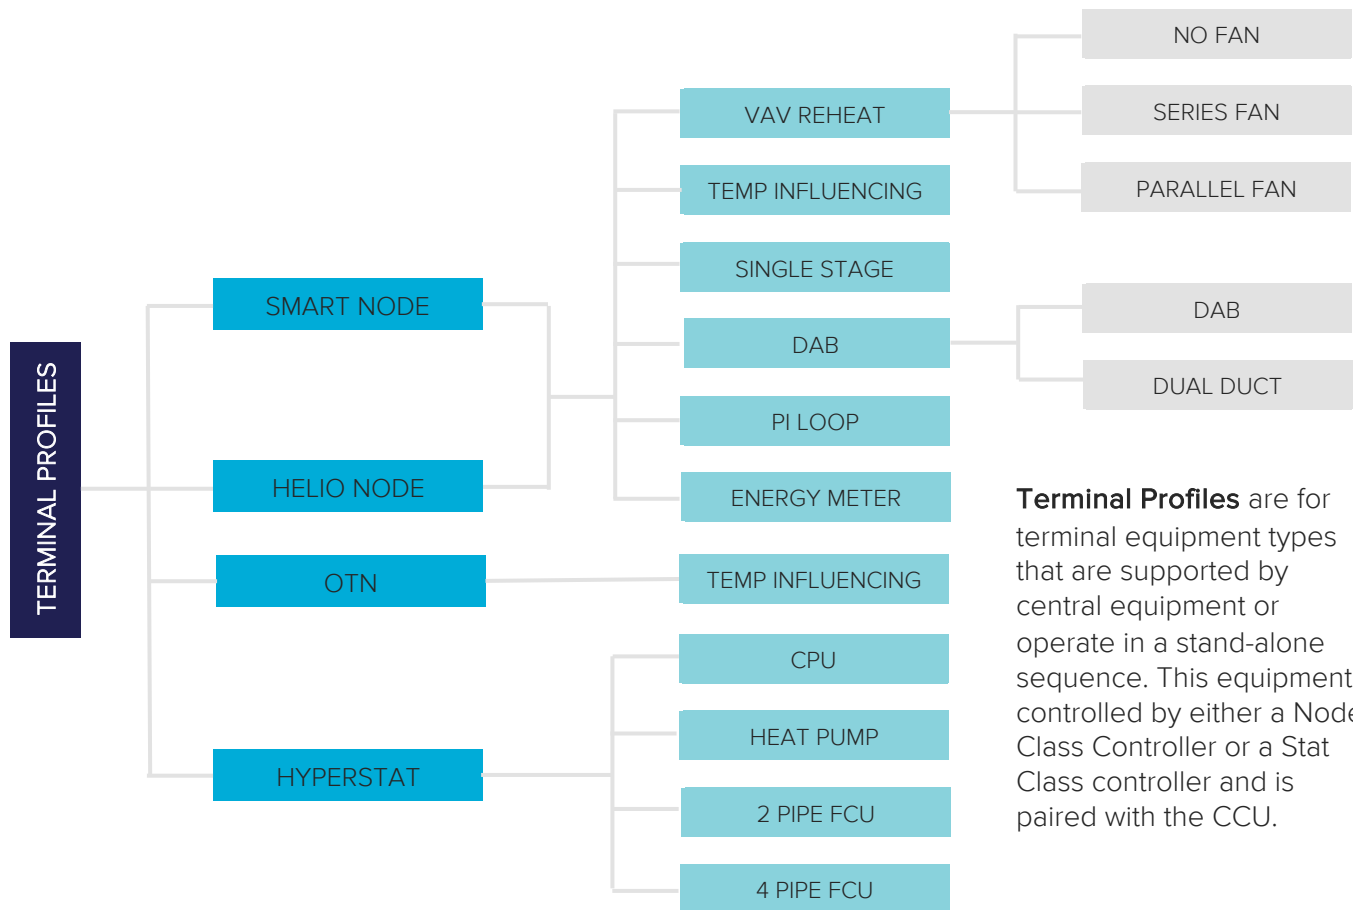 TERMINAL PROFILES
SMART NODE
HELIO NODE
OTN
HYPERSTAT
VAV REHEAT
TEMP INFLUENCING
SINGLE STAGE
DAB
PI LOOP
ENERGY METER
TEMP INFLUENCING
CPU
HEAT PUMP
2 PIPE FCU
4 PIPE FCU
NO FAN
SERIES FAN
PARALLEL FAN
DAB
DUAL DUCT
Terminal Profiles are for
terminal equipment types
that are supported by
central equipment or
operate in a stand-alone
sequence. This equipment
controlled by either a Node
Class Controller or a Stat
Class controller and is
paired with the CCU.